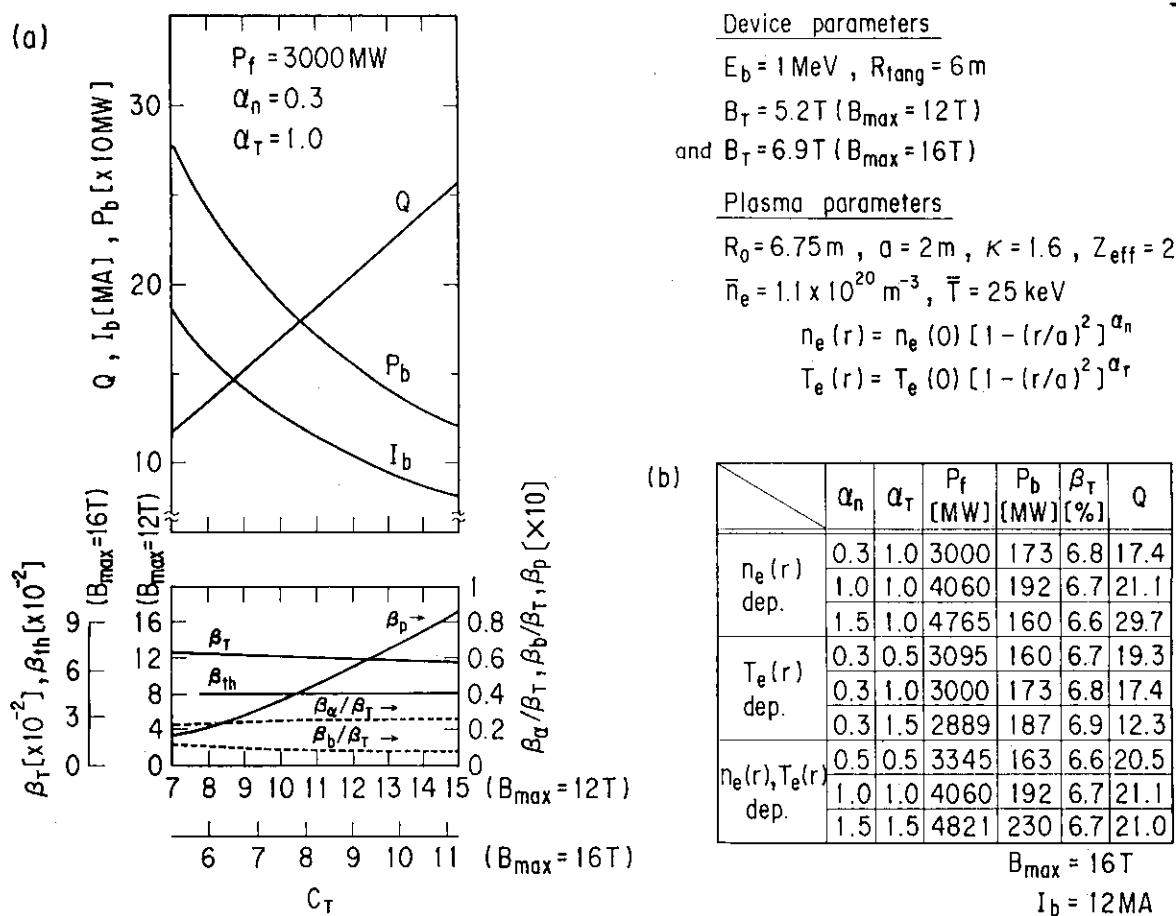 (a)
P_f = 3000 MW
α_n = 0.3
α_T = 1.0
Q, I_b [MA], P_b [×10MW]
30
20
10
Q
P_b
I_b
β_T [×10⁻²], β_th [×10⁻²]
(B_max=16T)
(B_max=12T)
9
6
3
0
16
12
8
4
0
β_T
β_th
β_p →
β_α/β_T →
β_b/β_T →
1
0.8
0.6
0.4
0.2
0
β_α/β_T, β_b/β_T, β_p [×10]
7 8 9 10 11 12 13 14 15 (B_max=12T)
6 7 8 9 10 11 (B_max=16T)
C_T
Device parameters
E_b = 1 MeV, R_tang = 6 m
B_T = 5.2T (B_max = 12T)
and B_T = 6.9T (B_max = 16T)
Plasma parameters
R_o = 6.75 m, a = 2 m, κ = 1.6, Z_eff = 2
n̄_e = 1.1 x 10²⁰ m⁻³, T̄ = 25 keV
n_e(r) = n_e(0) [1-(r/a)²]^α_n
T_e(r) = T_e(0) [1-(r/a)²]^α_T
(b)
α_n α_T P_f [MW] P_b [MW] β_T [%] Q
n_e(r) dep.
0.3 1.0 3000 173 6.8 17.4
1.0 1.0 4060 192 6.7 21.1
1.5 1.0 4765 160 6.6 29.7
T_e(r) dep.
0.3 0.5 3095 160 6.7 19.3
0.3 1.0 3000 173 6.8 17.4
0.3 1.5 2889 187 6.9 12.3
n_e(r), T_e(r) dep.
0.5 0.5 3345 163 6.6 20.5
1.0 1.0 4060 192 6.7 21.1
1.5 1.5 4821 230 6.7 21.0
B_max = 16T
I_b = 12MA